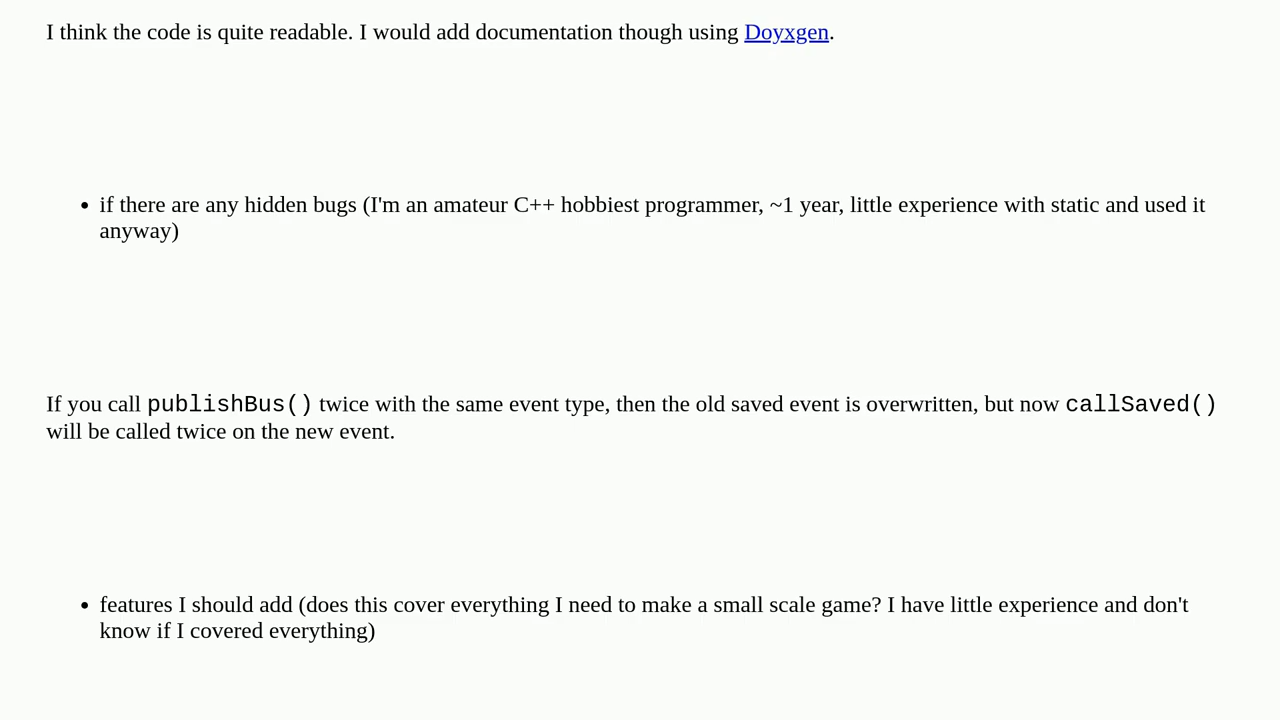 I think the code is quite readable. I would add documentation though using Doyxgen.
• if there are any hidden bugs (I'm an amateur C++ hobbiest programmer, ~1 year, little experience with static and used it
anyway)
If you call publishBus() twice with the same event type, then the old saved event is overwritten, but now callSaved()
will be called twice on the new event.
• features I should add (does this cover everything I need to make a small scale game? I have little experience and don't
know if I covered everything)